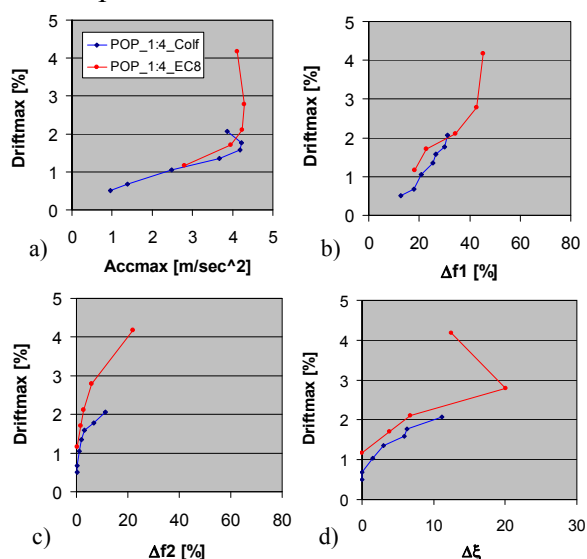 5
4
3
2
1
0
Driftmax [%]
POP_1:4_Colf
POP_1:4_EC8
0 1 2 3 4 5
a)
Accmax [m/sec^2]
5
4
3
2
1
0
Driftmax [%]
0 20 40 60 80
b)
Δf1 [%]
5
4
3
2
1
0
Driftmax [%]
0 20 40 60 80
c)
Δf2 [%]
5
4
3
2
1
0
Driftmax [%]
0 10 20 30
d)
Δξ